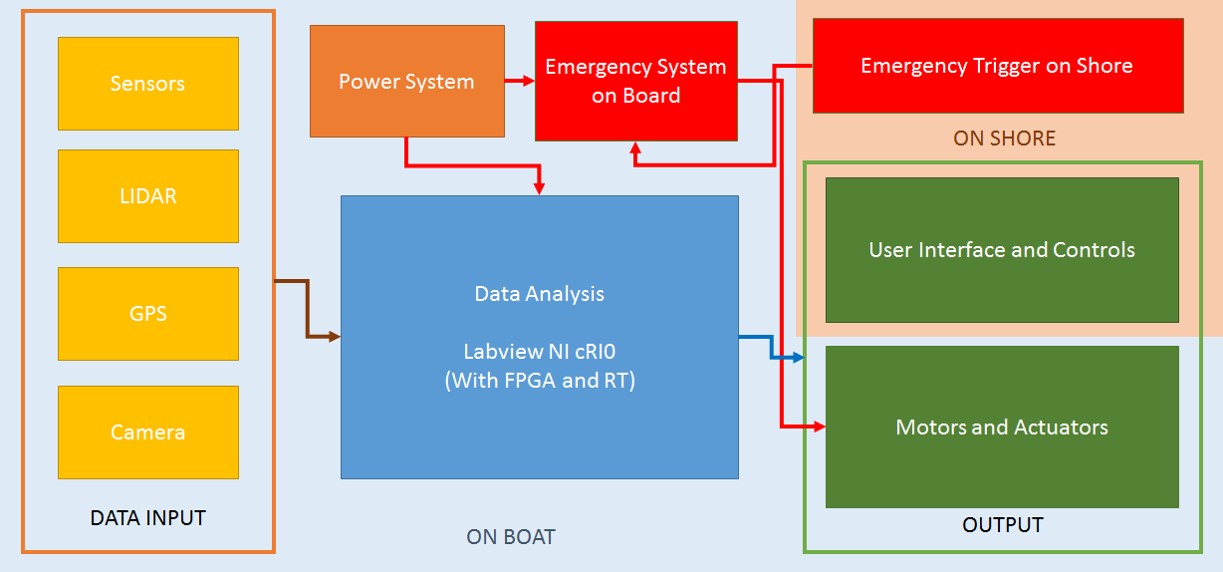 Sensors
LIDAR
GPS
Camera
DATA INPUT
Power System
Emergency System
on Board
Data Analysis
Labview NI cRI0
(With FPGA and RT)
ON BOAT
Emergency Trigger on Shore
ON SHORE
User Interface and Controls
Motors and Actuators
OUTPUT